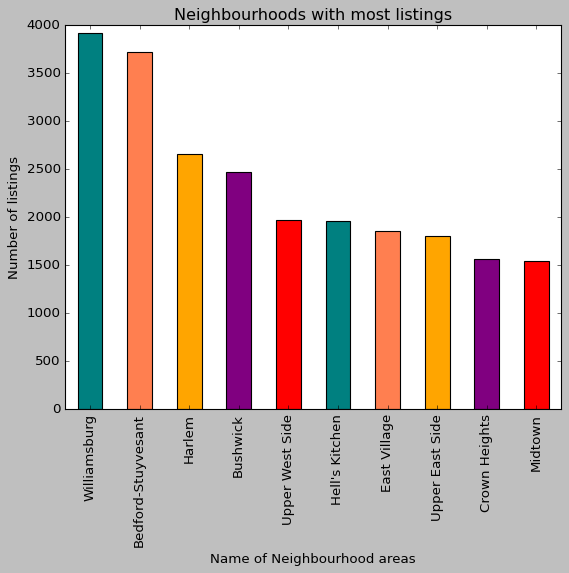 Neighbourhoods with most listings
Number of listings
4000
3500
3000
2500
2000
1500
1000
500
0
Williamsburg
Bedford-Stuyvesant
Harlem
Bushwick
Upper West Side
Hell's Kitchen
East Village
Upper East Side
Crown Heights
Midtown
Name of Neighbourhood areas